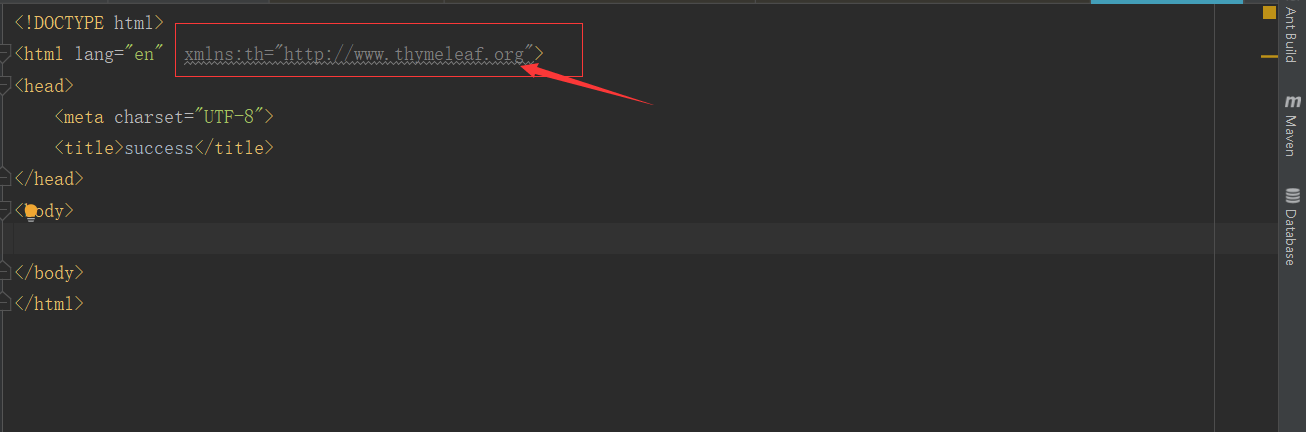 <!DOCTYPE html>
<html lang="en" xmlns:th="http://www.thymeleaf.org">
<head>
    <meta charset="UTF-8">
    <title>success</title>
</head>
<body>
</body>
</html>
Ant Build
m Maven
Database